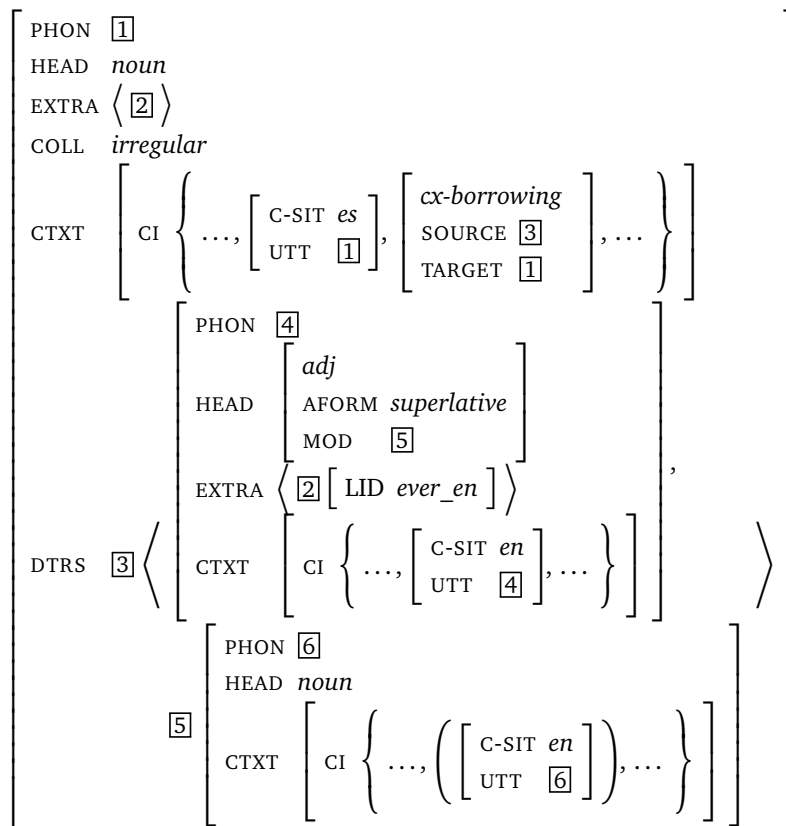 PHON 1
HEAD noun
EXTRA ⟨ 2 ⟩
COLL irregular
CTXT [ CI { …, [ C-SIT es
UTT 1 ], [ cx-borrowing
SOURCE 3
TARGET 1 ], … } ]
PHON 4
HEAD [ adj
AFORM superlative
MOD 5 ]
EXTRA ⟨ 2 [ LID ever_en ] ⟩
CTXT [ CI { …, [ C-SIT en
UTT 4 ], … } ] ,
DTRS 3 ⟨ ⟩
5 [ PHON 6
HEAD noun
CTXT [ CI { …, ( [ C-SIT en
UTT 6 ] ), … } ] ]